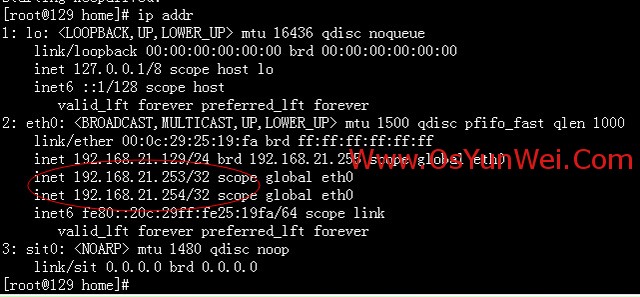 [root@129 home]# ip addr
1: lo: <LOOPBACK,UP,LOWER_UP> mtu 16436 qdisc noqueue
link/loopback 00:00:00:00:00:00 brd 00:00:00:00:00:00
inet 127.0.0.1/8 scope host lo
inet6 ::1/128 scope host
valid_lft forever preferred_lft forever
2: eth0: <BROADCAST,MULTICAST,UP,LOWER_UP> mtu 1500 qdisc pfifo_fast qlen 1000
link/ether 00:0c:29:25:19:fa brd ff:ff:ff:ff:ff:ff
inet 192.168.21.129/24 brd 192.168.21.255 scope global eth0
Www.OsYunWei.Com
inet 192.168.21.253/32 scope global eth0
inet 192.168.21.254/32 scope global eth0
inet6 fe80::20c:29ff:fe25:19fa/64 scope link
valid_lft forever preferred_lft forever
3: sit0: <NOARP> mtu 1480 qdisc noop
link/sit 0.0.0.0 brd 0.0.0.0
[root@129 home]#